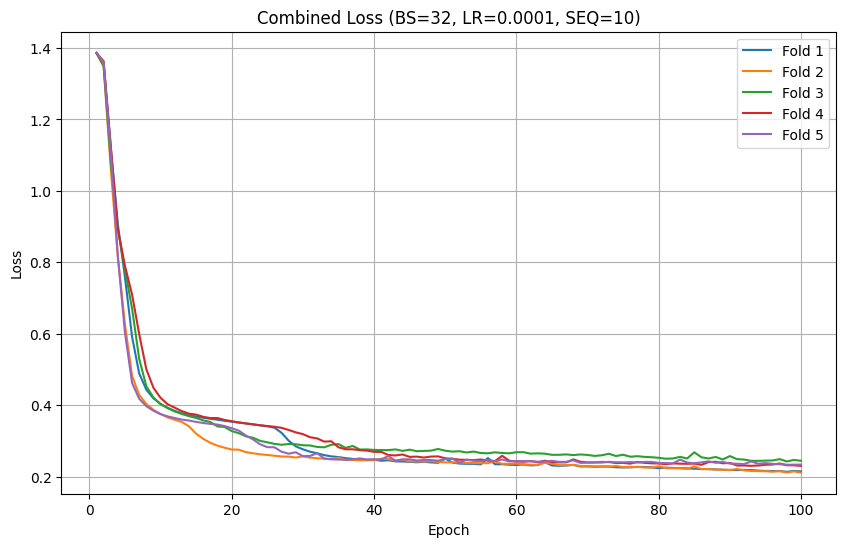 Combined Loss (BS=32, LR=0.0001, SEQ=10)
Fold 1
Fold 2
Fold 3
Fold 4
Fold 5
Loss
1.4
1.2
1.0
0.8
0.6
0.4
0.2
0 20 40 60 80 100
Epoch